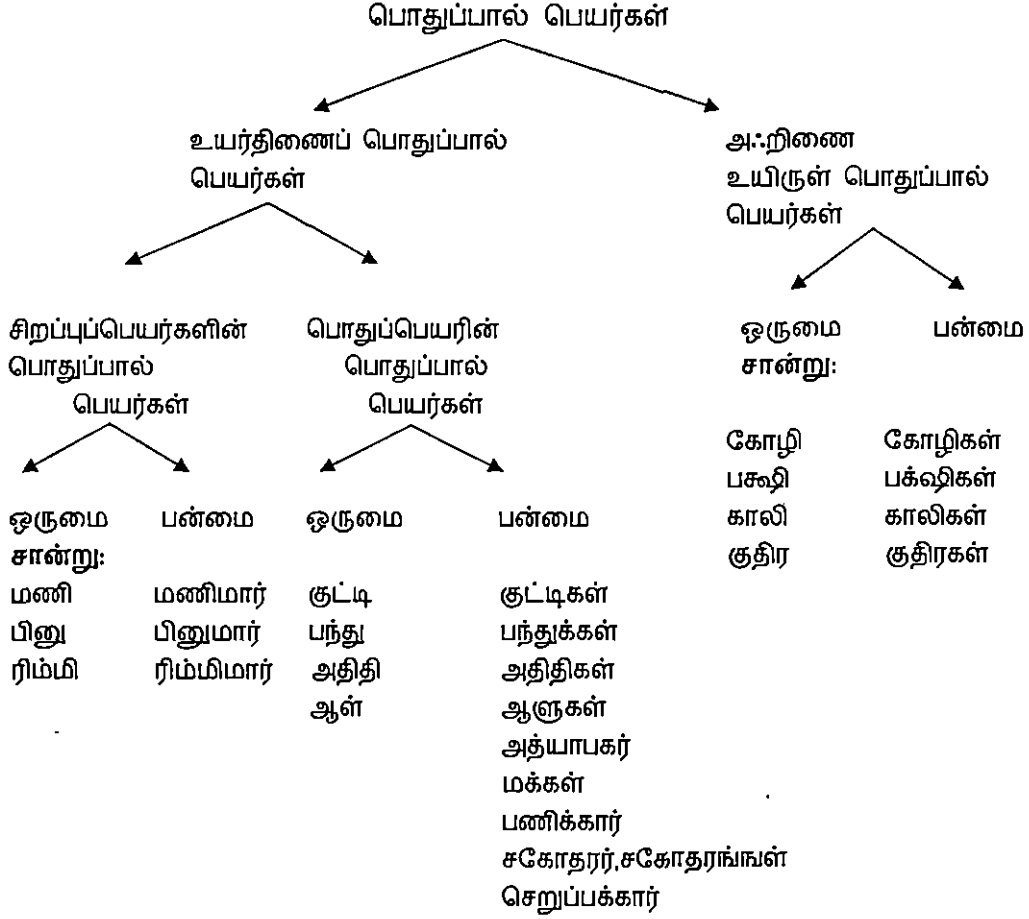 பொதுப்பால் பெயர்கள்
உயர்திணைப் பொதுப்பால்
பெயர்கள்
அஃறிணை
உயிருள் பொதுப்பால்
பெயர்கள்
சிறப்புப்பெயர்களின்
பொதுப்பால்
பெயர்கள்
பொதுப்பெயரின்
பொதுப்பால்
பெயர்கள்
ஒருமை பன்மை
சான்று:
கோழி கோழிகள்
பக்ஷி பக்ஷிகள்
காலி காலிகள்
குதிர குதிரகள்
ஒருமை பன்மை ஒருமை பன்மை
சான்று:
மணி மணிமார் குட்டி குட்டிகள்
பினு பினுமார் பந்து பந்துக்கள்
ரிம்மி ரிம்மிமார் அதிதி அதிதிகள்
ஆள் ஆளுகள்
அத்யாபகர்
மக்கள்
பணிக்கார்
சகோதரர்,சகோதரங்ஙள்
செறுப்பக்கார்